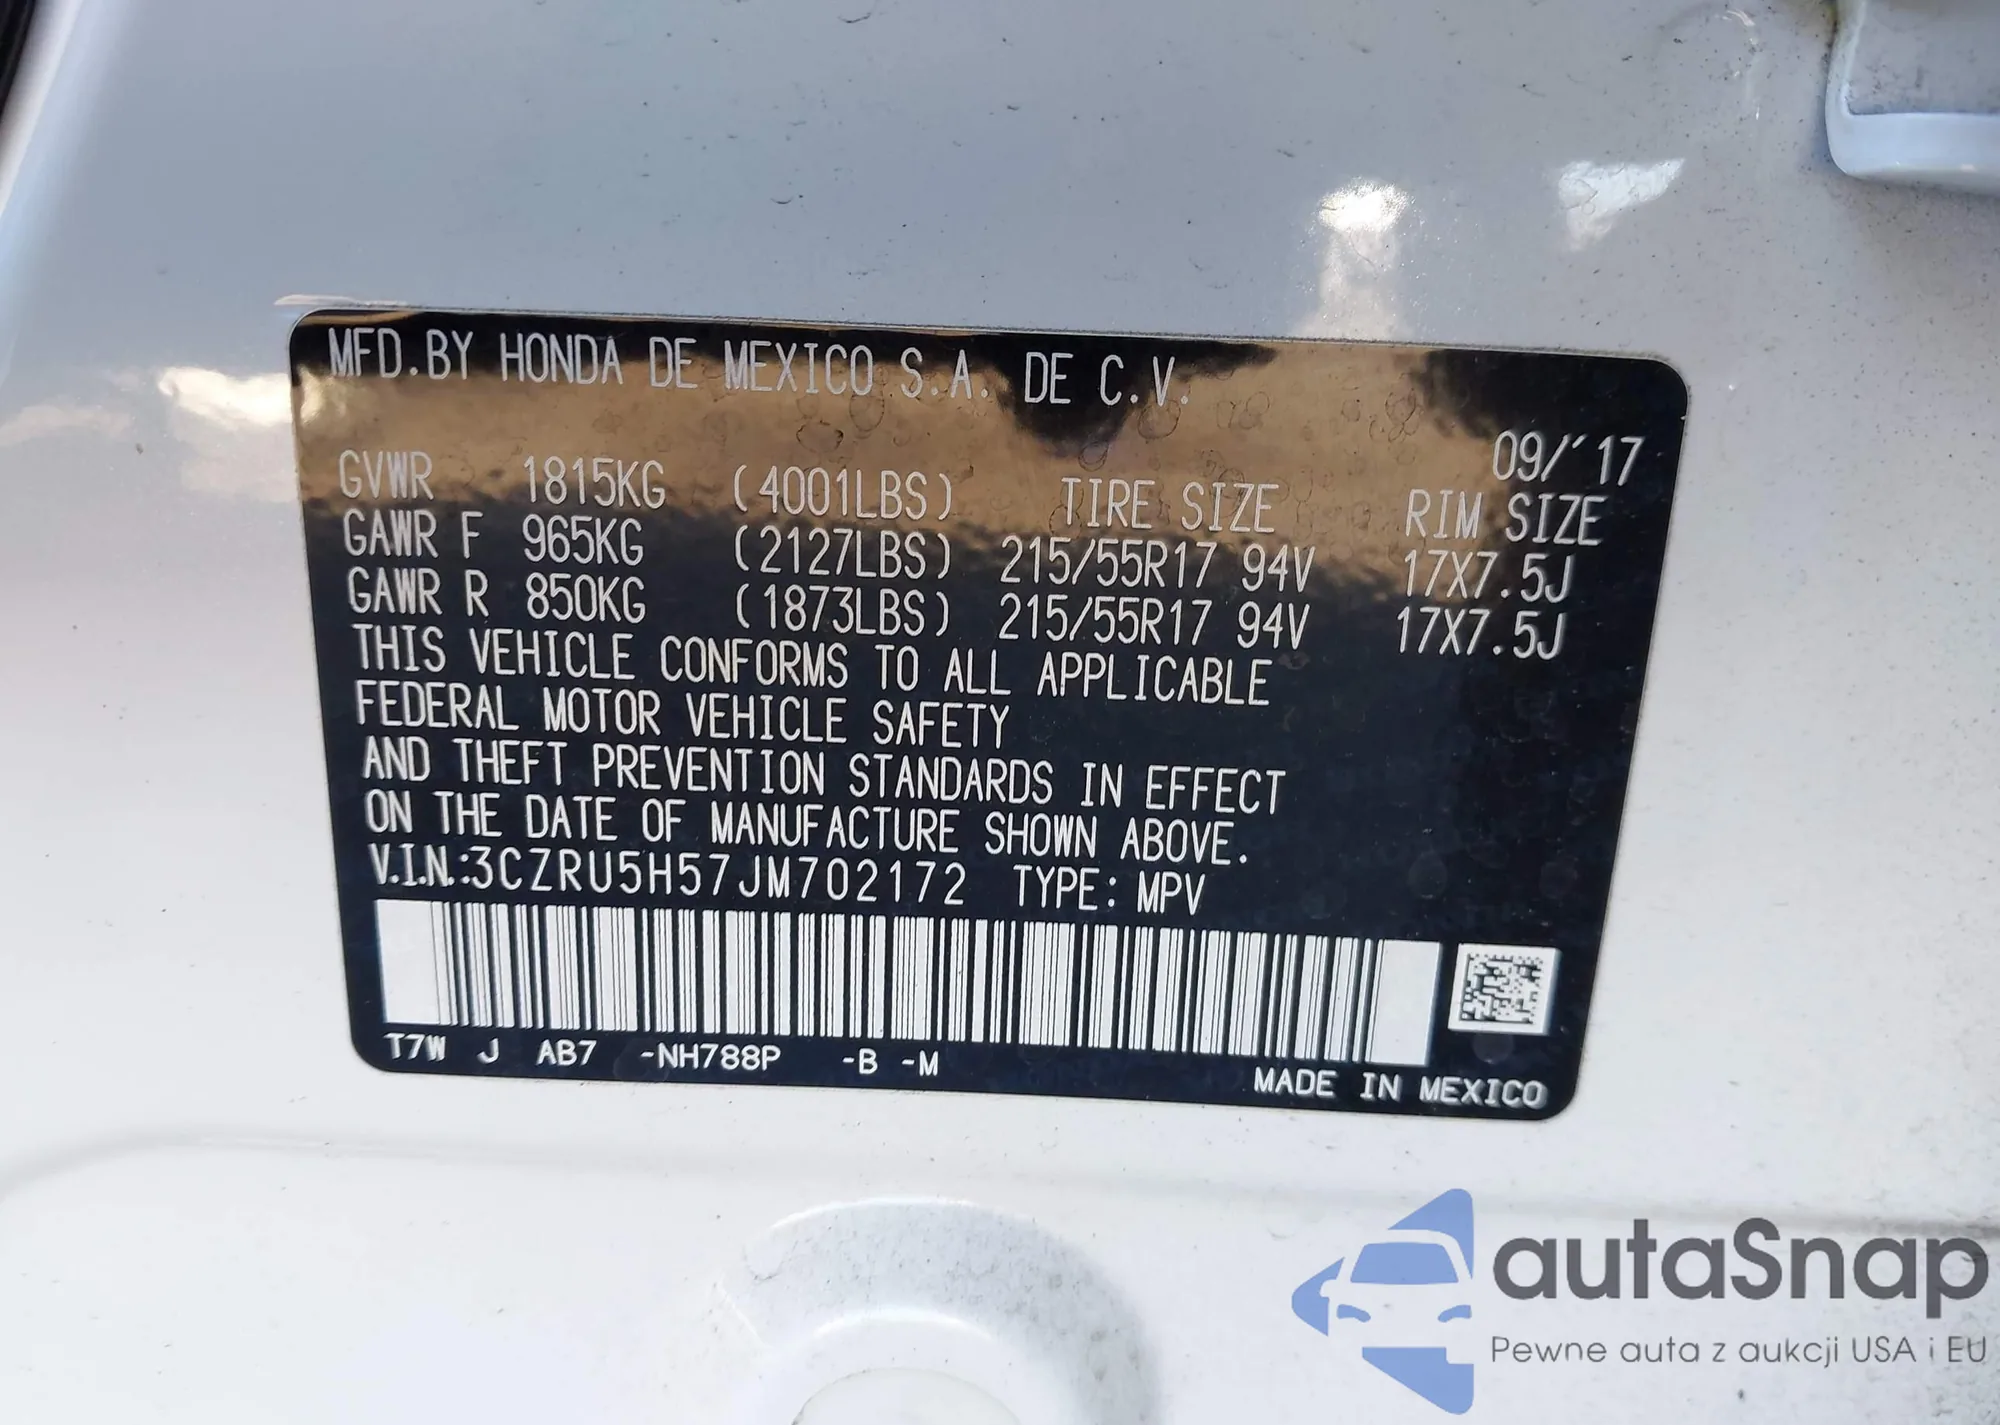 MFD.BY HONDA DE MEXICO S.A. DE C.V.
09/'17
GVWR 1815KG (4001LBS) TIRE SIZE RIM SIZE
GAWR F 965KG (2127LBS) 215/55R17 94V 17X7.5J
GAWR R 850KG (1873LBS) 215/55R17 94V 17X7.5J
THIS VEHICLE CONFORMS TO ALL APPLICABLE
FEDERAL MOTOR VEHICLE SAFETY
AND THEFT PREVENTION STANDARDS IN EFFECT
ON THE DATE OF MANUFACTURE SHOWN ABOVE.
V.I.N.:3CZRU5H57JM702172 TYPE: MPV
T7W J AB7 -NH788P -B -M
MADE IN MEXICO
autaSnap
Pewne auta z aukcji USA i EU